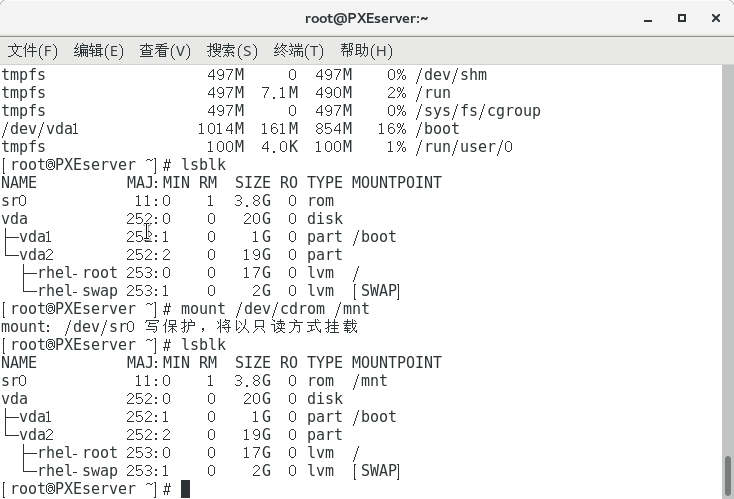 root@PXEserver:~
文件(F) 编辑(E) 查看(V) 搜索(S) 终端(T) 帮助(H)
tmpfs 497M 0 497M 0% /dev/shm
tmpfs 497M 7.1M 490M 2% /run
tmpfs 497M 0 497M 0% /sys/fs/cgroup
/dev/vda1 1014M 161M 854M 16% /boot
tmpfs 100M 4.0K 100M 1% /run/user/0
[root@PXEserver ~]# lsblk
NAME MAJ:MIN RM SIZE RO TYPE MOUNTPOINT
sr0 11:0 1 3.8G 0 rom
vda 252:0 0 20G 0 disk
├─vda1 252:1 0 1G 0 part /boot
└─vda2 252:2 0 19G 0 part
├─rhel-root 253:0 0 17G 0 lvm /
└─rhel-swap 253:1 0 2G 0 lvm [SWAP]
[root@PXEserver ~]# mount /dev/cdrom /mnt
mount: /dev/sr0 写保护，将以只读方式挂载
[root@PXEserver ~]# lsblk
NAME MAJ:MIN RM SIZE RO TYPE MOUNTPOINT
sr0 11:0 1 3.8G 0 rom /mnt
vda 252:0 0 20G 0 disk
├─vda1 252:1 0 1G 0 part /boot
└─vda2 252:2 0 19G 0 part
├─rhel-root 253:0 0 17G 0 lvm /
└─rhel-swap 253:1 0 2G 0 lvm [SWAP]
[root@PXEserver ~]#